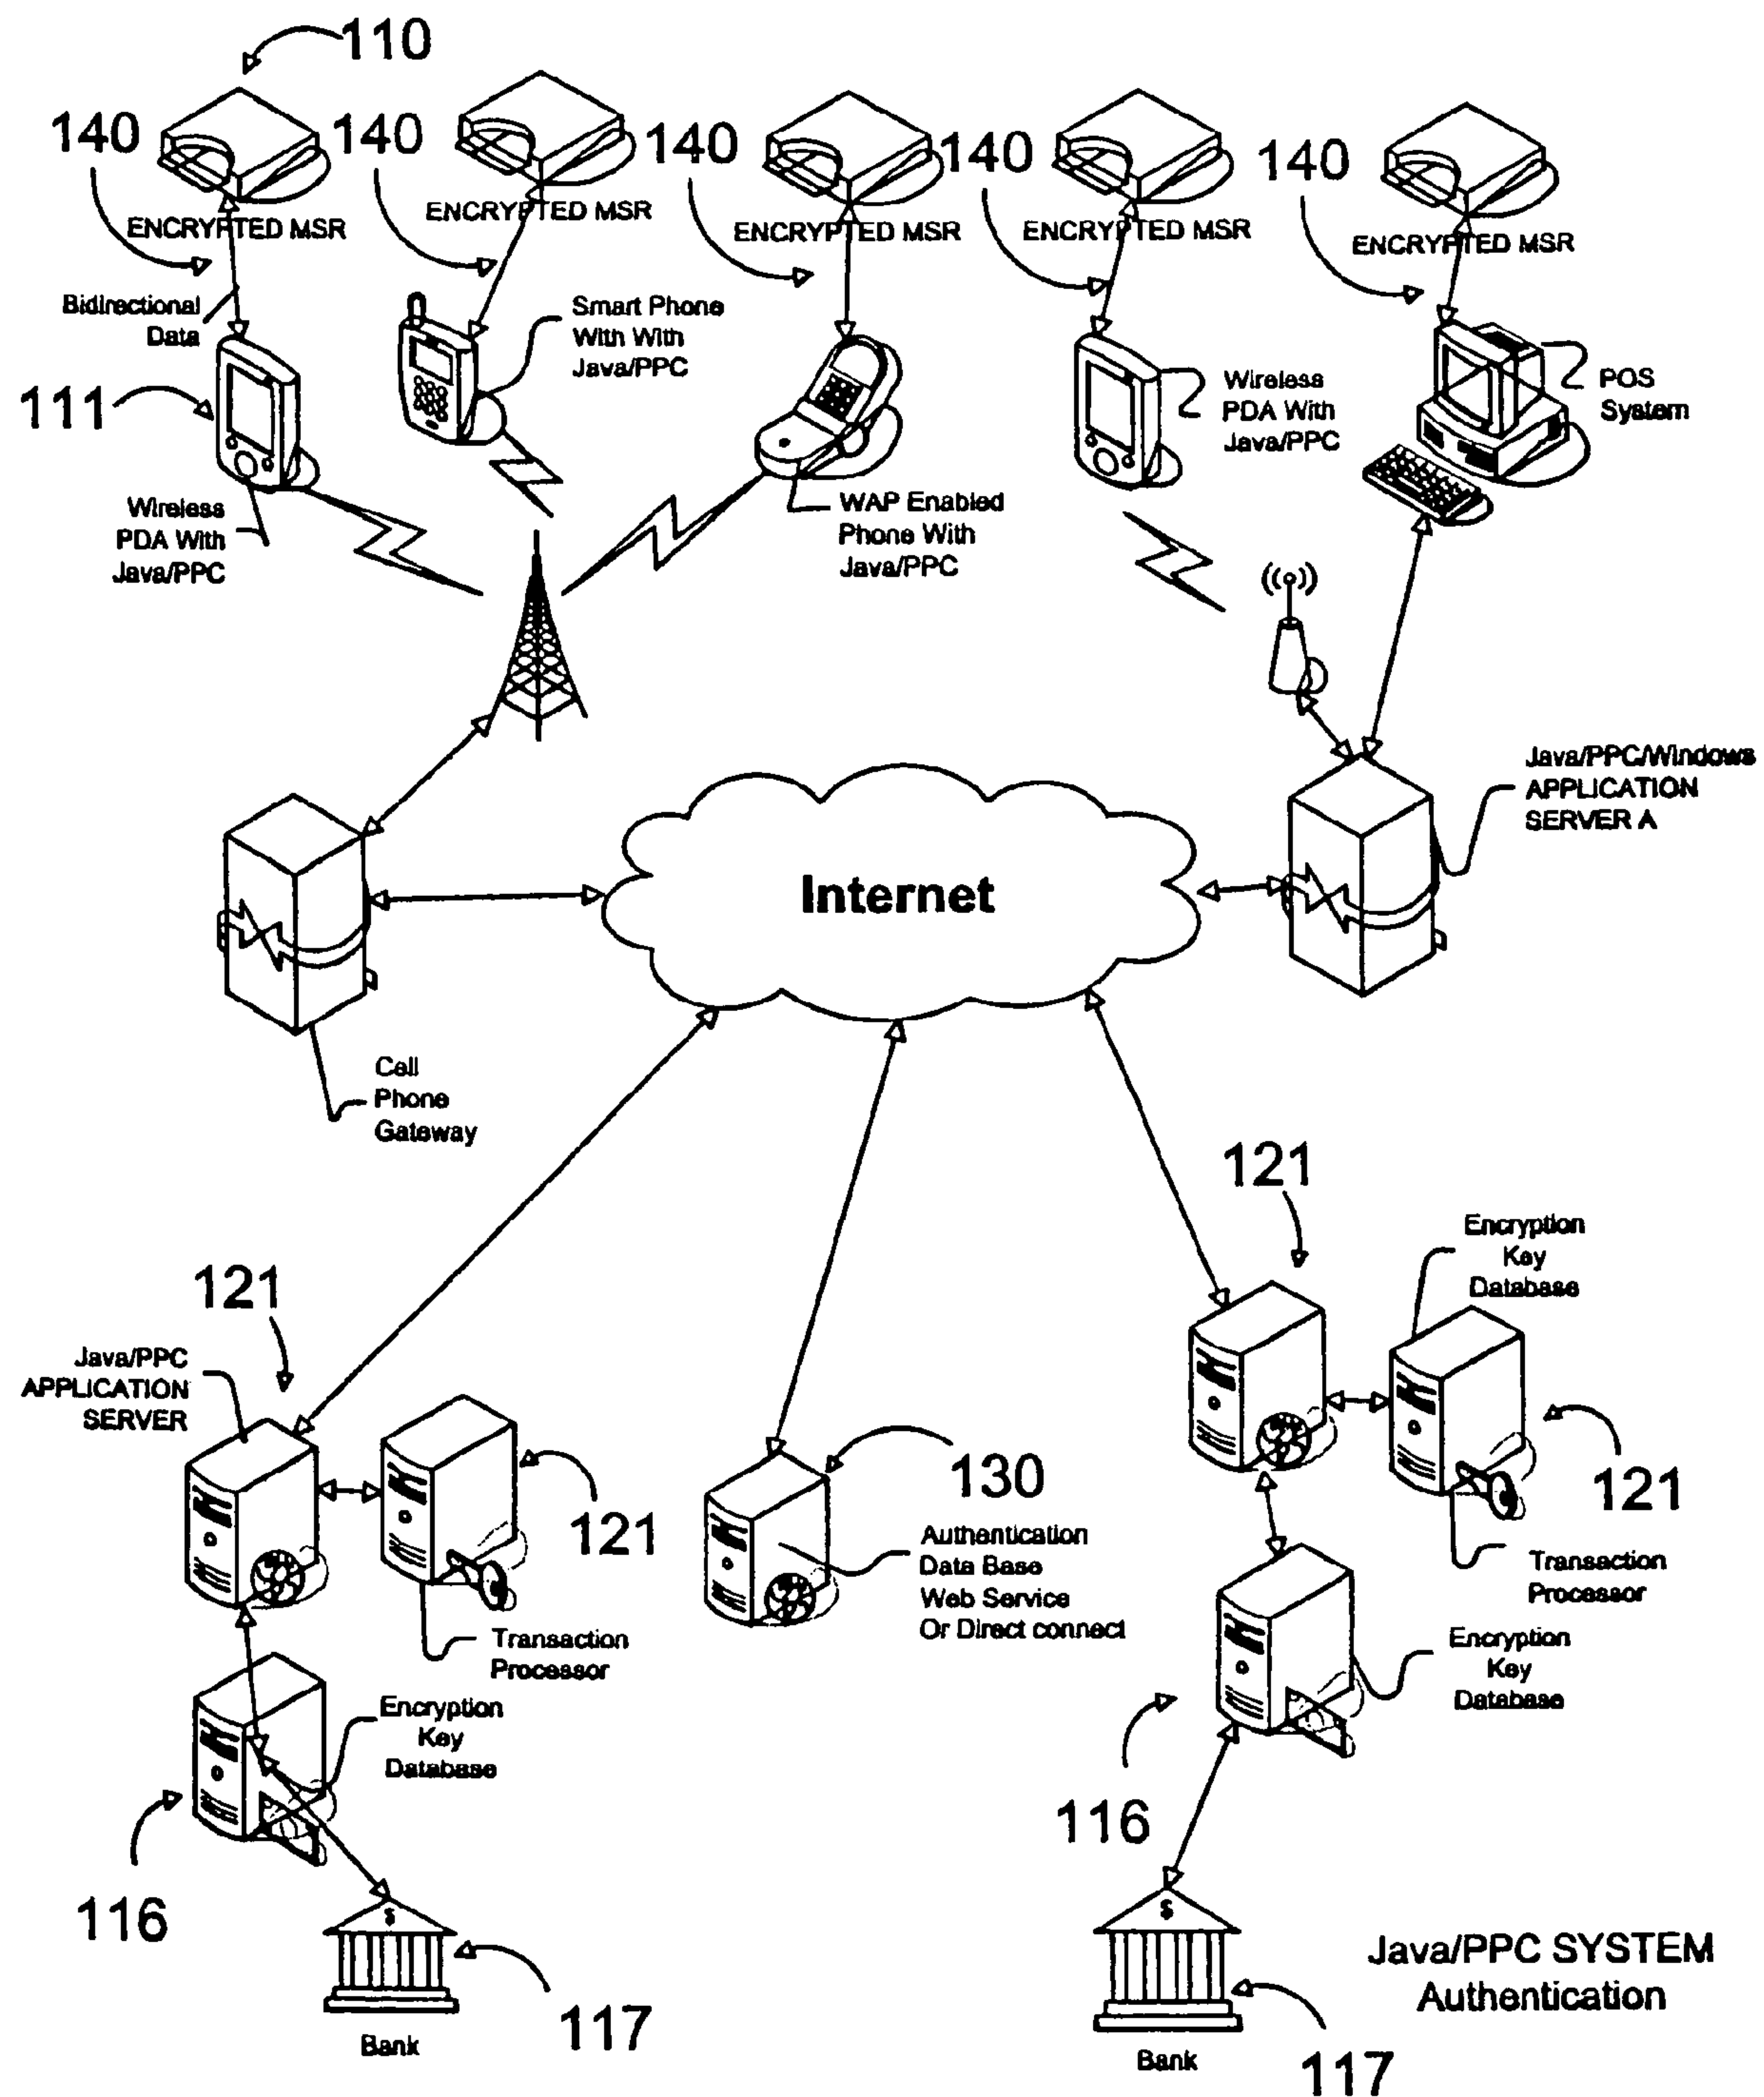 110
140
140
140
140
140
ENCRYPTED MSR
ENCRYPTED MSR
ENCRYPTED MSR
ENCRYPTED MSR
ENCRYPTED MSR
Bidirectional
Data
Smart Phone
With With
Java/PPC
111
Wireless
PDA With
Java/PPC
POS
System
Wireless
PDA With
Java/PPC
WAP Enabled
Phone With
Java/PPC
Java/PPC/Windows
APPLICATION
SERVER A
Internet
Cell
Phone
Gateway
121
Encryption
Key
Database
121
Java/PPC
APPLICATION
SERVER
121
130
121
Authentication
Data Base
Web Service
Or Direct connect
Transaction
Processor
Transaction
Processor
Encryption
Key
Database
Encryption
Key
Database
116
116
$
$
117
Bank
117
Bank
Java/PPC SYSTEM
Authentication